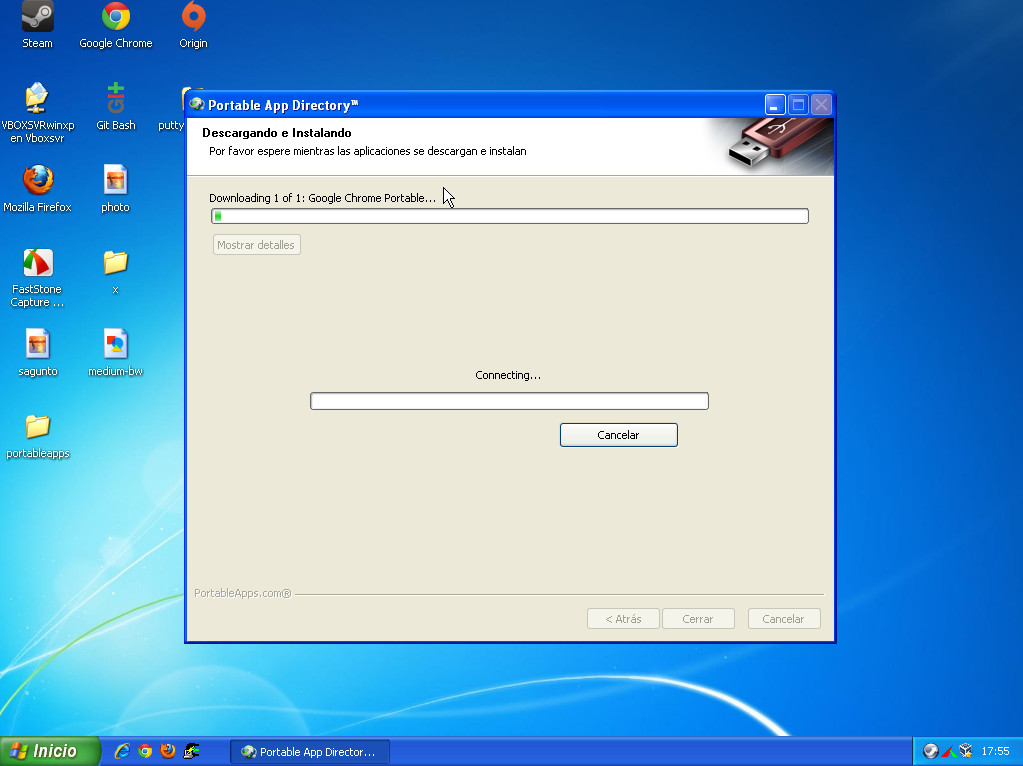 Steam
Google Chrome
Origin
VBOXSVRwinxp
en Vboxsvr
Git Bash
putty
Mozilla Firefox
photo
FastStone
Capture ...
x
sagunto
medium-bw
portableapps
Portable App Directory™
Descargando e Instalando
Por favor espere mientras las aplicaciones se descargan e instalan
Downloading 1 of 1: Google Chrome Portable...
Mostrar detalles
Connecting...
Cancelar
PortableApps.com®
< Atrás
Cerrar
Cancelar
Inicio
Portable App Director...
17:55